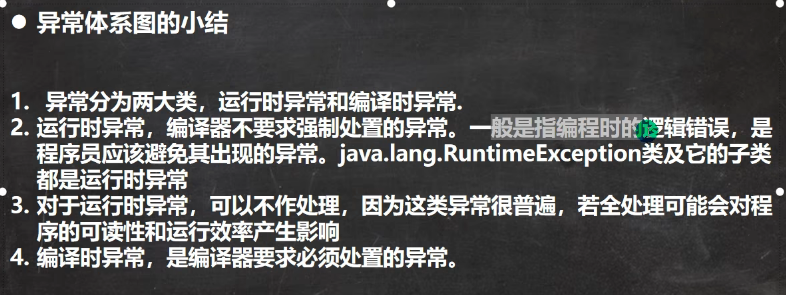 ● 异常体系图的小结
1. 异常分为两大类，运行时异常和编译时异常.
2. 运行时异常，编译器不要求强制处置的异常。一般是指编程时的逻辑错误，是
程序员应该避免其出现的异常。java.lang.RuntimeException类及它的子类
都是运行时异常
3. 对于运行时异常，可以不作处理，因为这类异常很普遍，若全处理可能会对程
序的可读性和运行效率产生影响
4. 编译时异常，是编译器要求必须处置的异常。